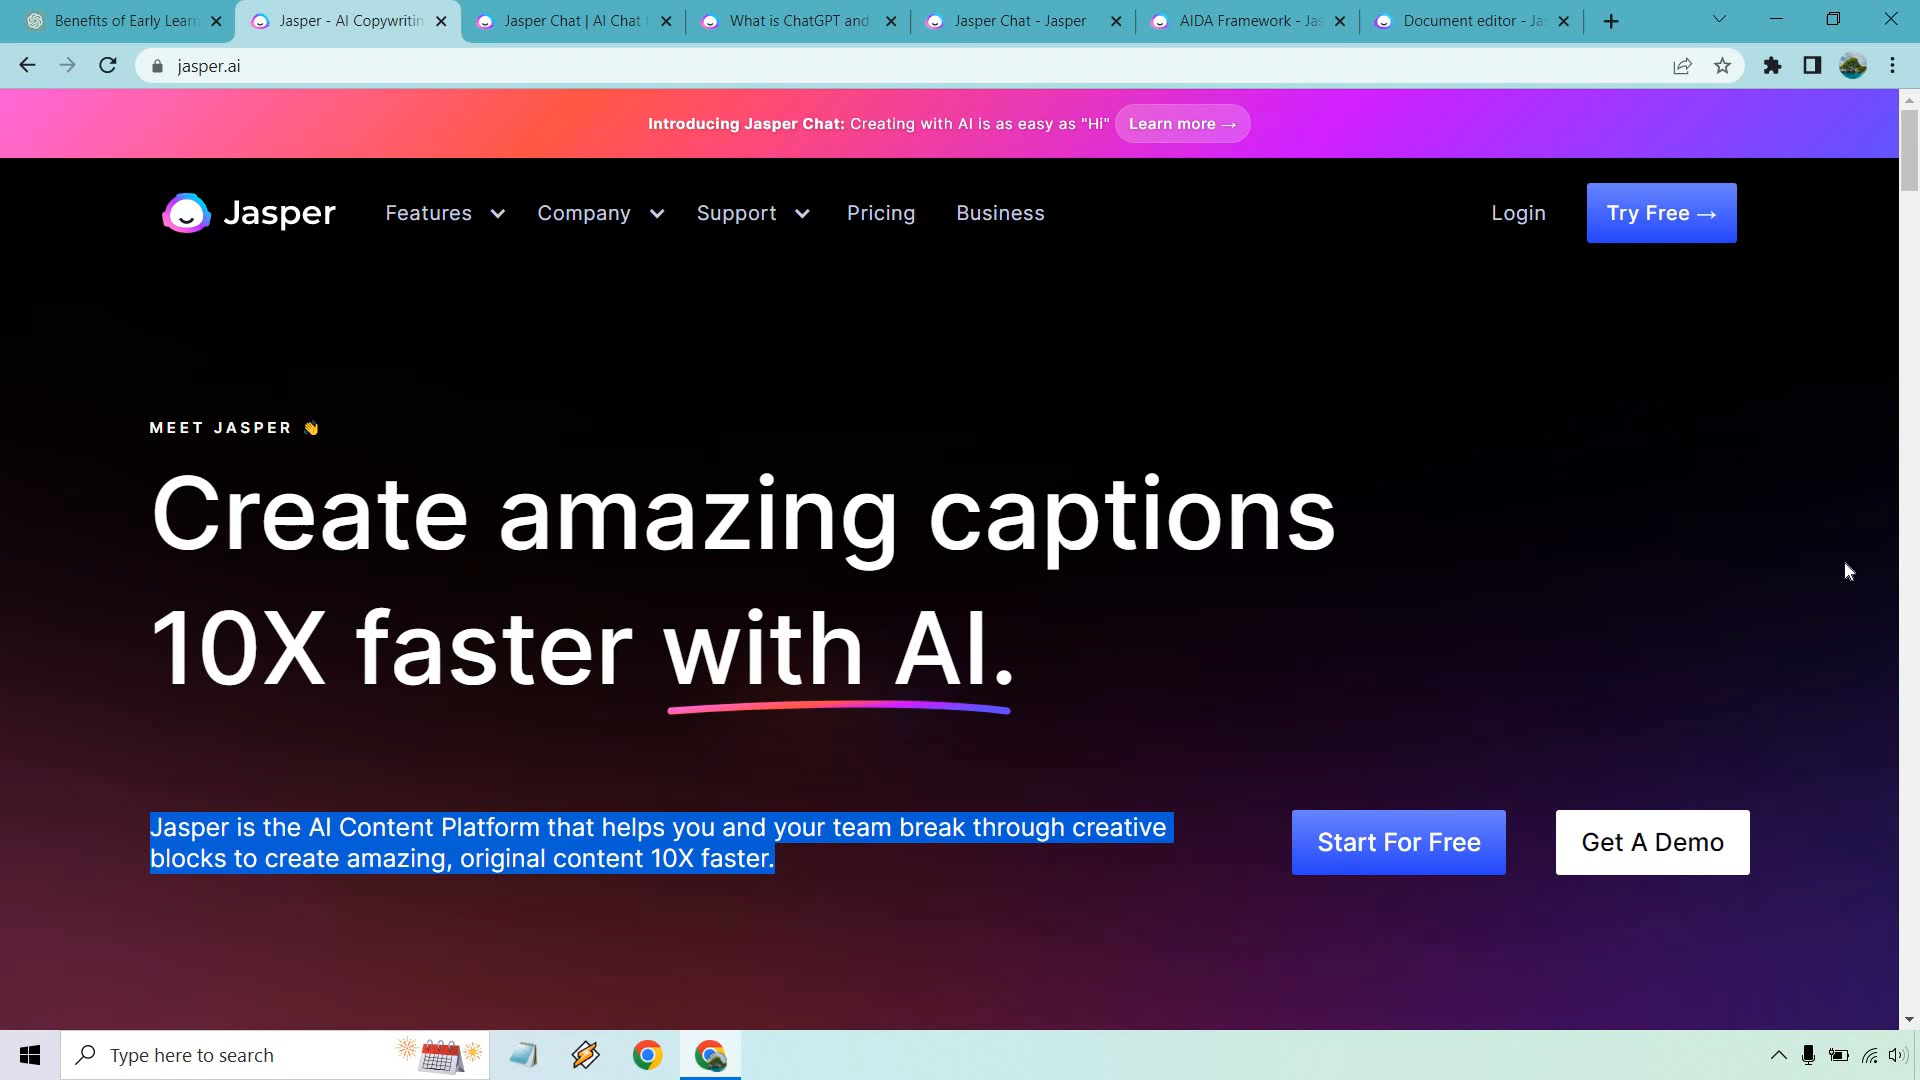 Benefits of Early Learn
Jasper - AI Copywritin
Jasper Chat | AI Chat
What is ChatGPT and
Jasper Chat - Jasper
AIDA Framework - Jas
Document editor - Ja
jasper.ai
Introducing Jasper Chat: Creating with AI is as easy as "Hi" Learn more →
Jasper
Features
Company
Support
Pricing
Business
Login
Try Free →
MEET JASPER 👋
Create amazing captions
10X faster with AI.
Jasper is the AI Content Platform that helps you and your team break through creative
blocks to create amazing, original content 10X faster.
Start For Free
Get A Demo
Type here to search